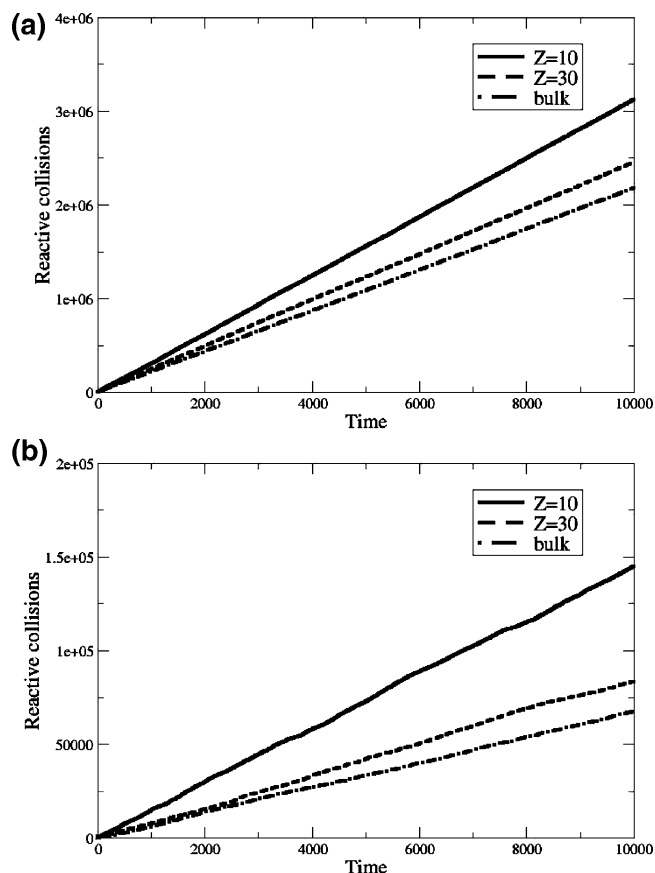 (a)
4e+06
3e+06
2e+06
1e+06
0
Reactive collisions
Z=10
Z=30
bulk
0 2000 4000 6000 8000 10000
Time
(b)
2e+05
1.5e+05
1e+05
50000
0
Reactive collisions
Z=10
Z=30
bulk
0 2000 4000 6000 8000 10000
Time